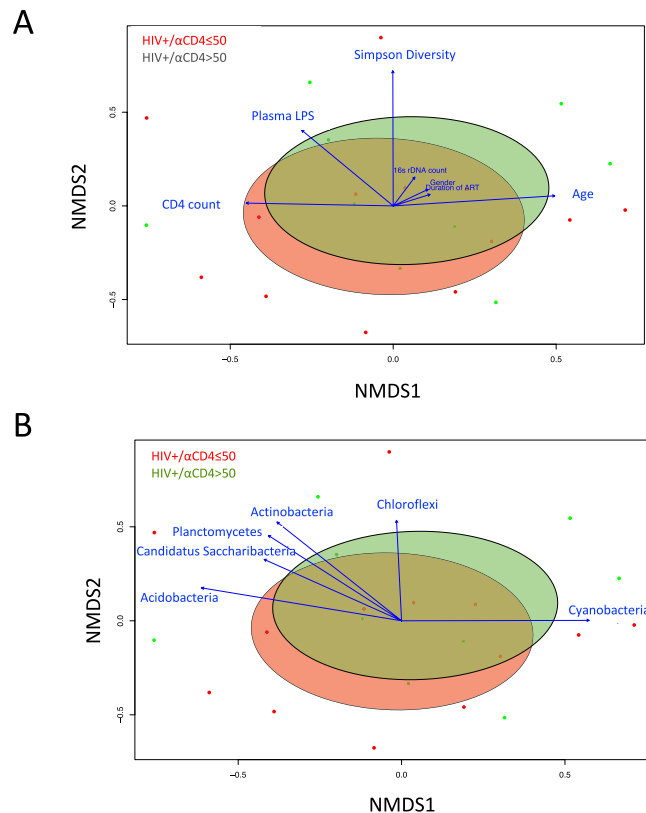 A
HIV+/αCD4≤50
HIV+/αCD4>50
Simpson Diversity
Plasma LPS
16s rDNA count
Gender
Duration of ART
CD4 count
Age
0.5
0.0
−0.5
NMDS2
−0.5
0.0
0.5
NMDS1
B
HIV+/αCD4≤50
HIV+/αCD4>50
Actinobacteria
Chloroflexi
Planctomycetes
Candidatus Saccharibacteria
Acidobacteria
Cyanobacteria
0.5
0.0
−0.5
NMDS2
−0.5
0.0
0.5
NMDS1